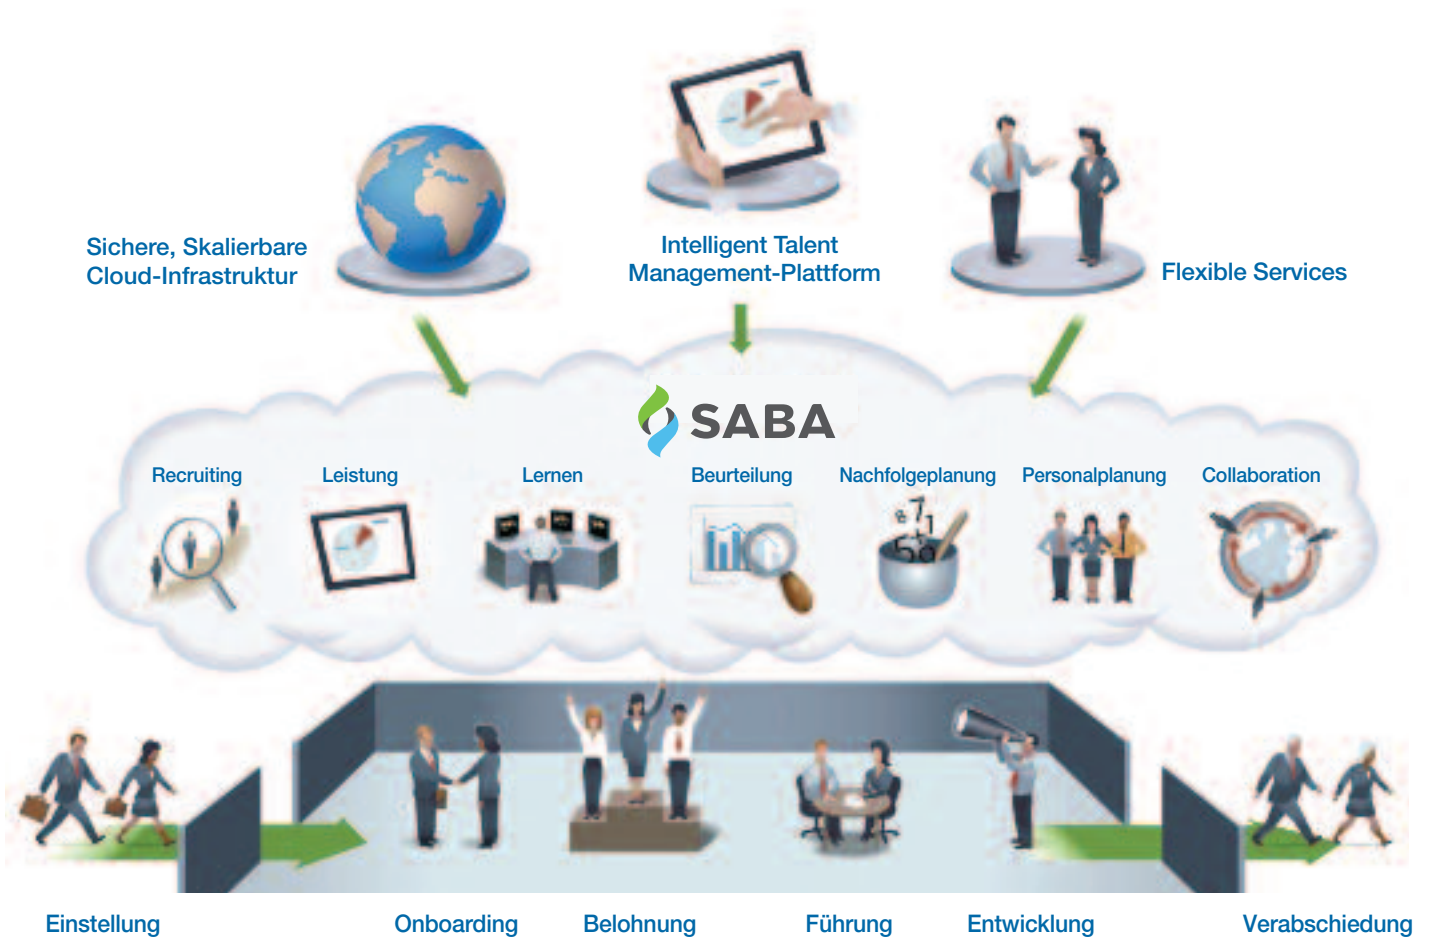 Sichere, Skalierbare
Cloud-Infrastruktur
Intelligent Talent
Management-Plattform
Flexible Services
SABA
Recruiting
Leistung
Lernen
Beurteilung
Nachfolgeplanung
Personalplanung
Collaboration
Einstellung
Onboarding
Belohnung
Führung
Entwicklung
Verabschiedung